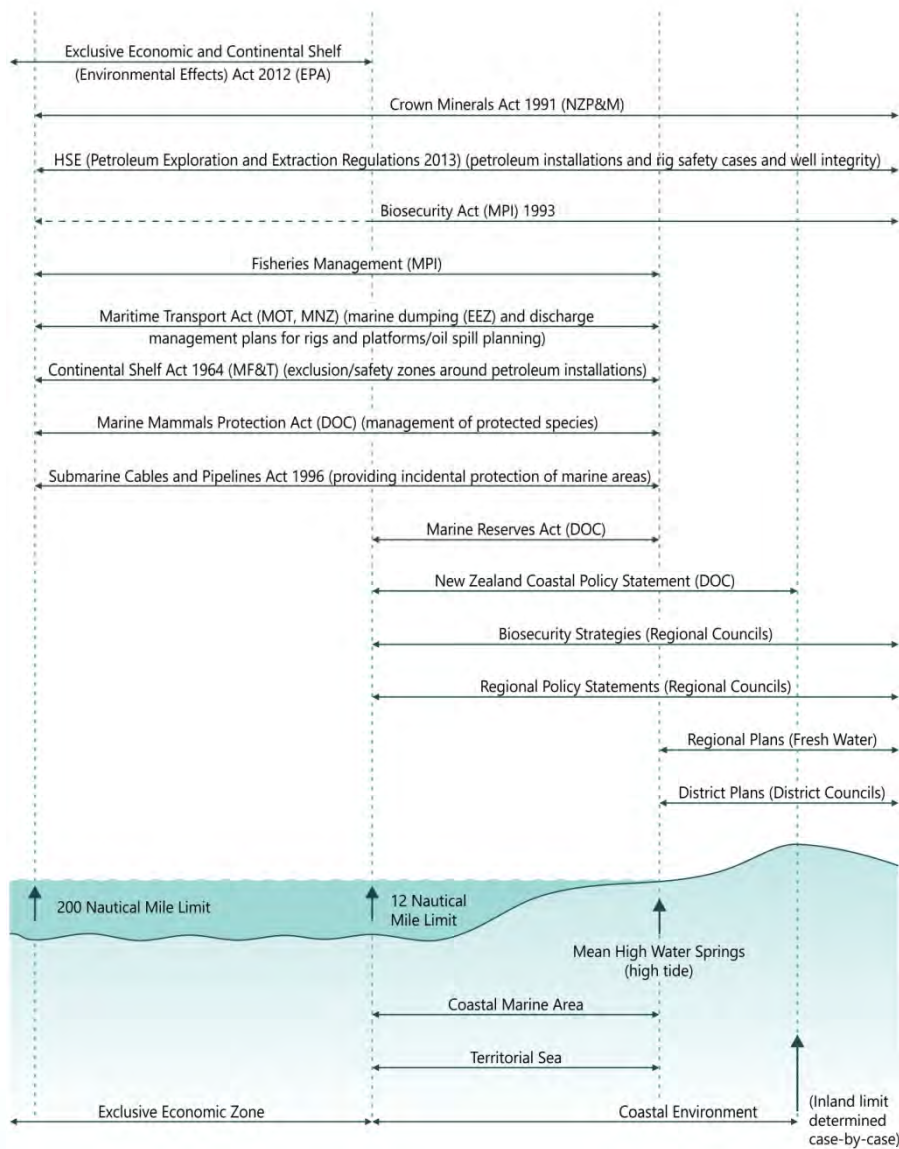 Exclusive Economic and Continental Shelf
(Environmental Effects) Act 2012 (EPA)
Crown Minerals Act 1991 (NZP&M)
HSE (Petroleum Exploration and Extraction Regulations 2013) (petroleum installations and rig safety cases and well integrity)
Biosecurity Act (MPI) 1993
Fisheries Management (MPI)
Maritime Transport Act (MOT, MNZ) (marine dumping (EEZ) and discharge
management plans for rigs and platforms/oil spill planning)
Continental Shelf Act 1964 (MF&T) (exclusion/safety zones around petroleum installations)
Marine Mammals Protection Act (DOC) (management of protected species)
Submarine Cables and Pipelines Act 1996 (providing incidental protection of marine areas)
Marine Reserves Act (DOC)
New Zealand Coastal Policy Statement (DOC)
Biosecurity Strategies (Regional Councils)
Regional Policy Statements (Regional Councils)
Regional Plans (Fresh Water)
District Plans (District Councils)
200 Nautical Mile Limit
12 Nautical
Mile Limit
Mean High Water Springs
(high tide)
Coastal Marine Area
Territorial Sea
Exclusive Economic Zone
Coastal Environment
(Inland limit
determined
case-by-case)